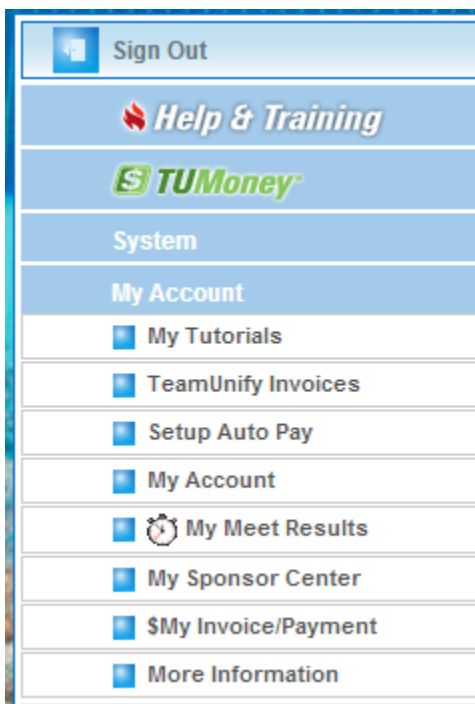 Sign Out
Help & Training
$ TUMoney
System
My Account
My Tutorials
TeamUnify Invoices
Setup Auto Pay
My Account
My Meet Results
My Sponsor Center
$My Invoice/Payment
More Information